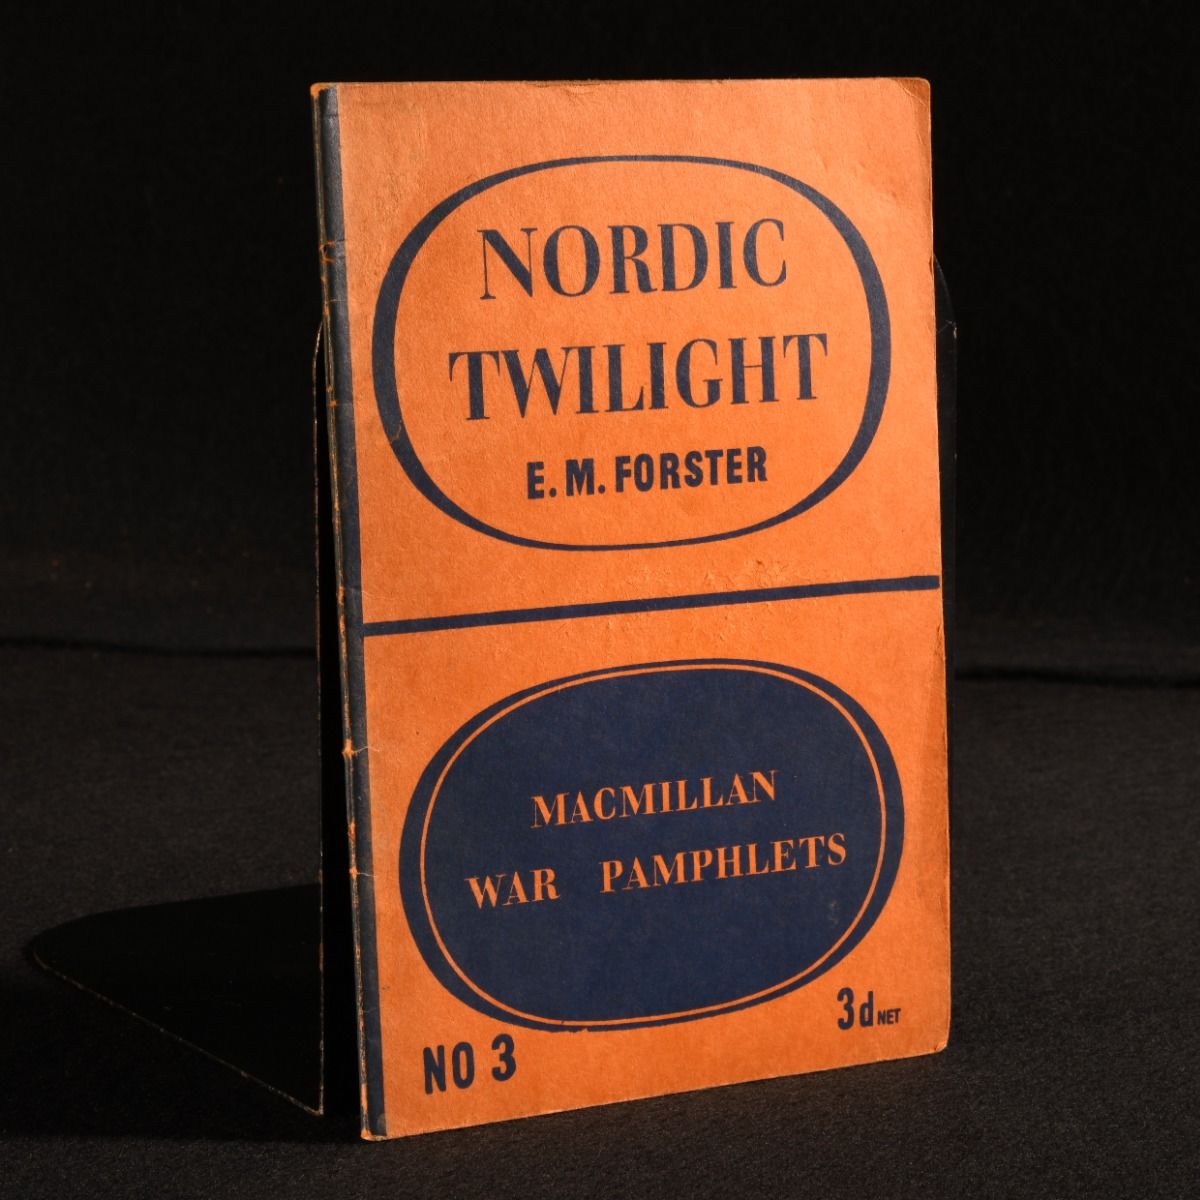 NORDIC
TWILIGHT
E. M. FORSTER
MACMILLAN
WAR PAMPHLETS
NO 3
3d NET